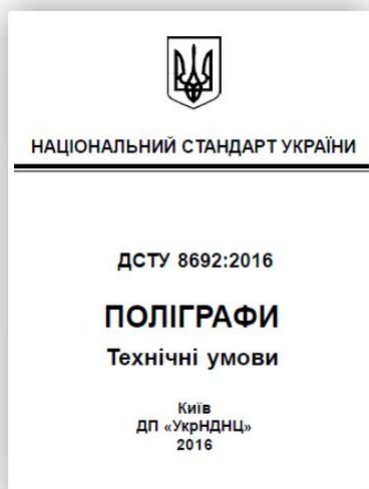 НАЦІОНАЛЬНИЙ СТАНДАРТ УКРАЇНИ
ДСТУ 8692:2016
ПОЛІГРАФИ
Технічні умови
Київ
ДП «УкрНДНЦ»
2016